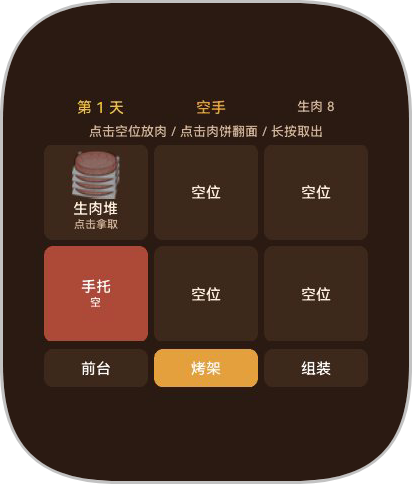 第 1 天
空手
生肉 8
点击空位放肉 / 点击肉饼翻面 / 长按取出
生肉堆
点击拿取
空位
空位
手托
空
空位
空位
前台
烤架
组装